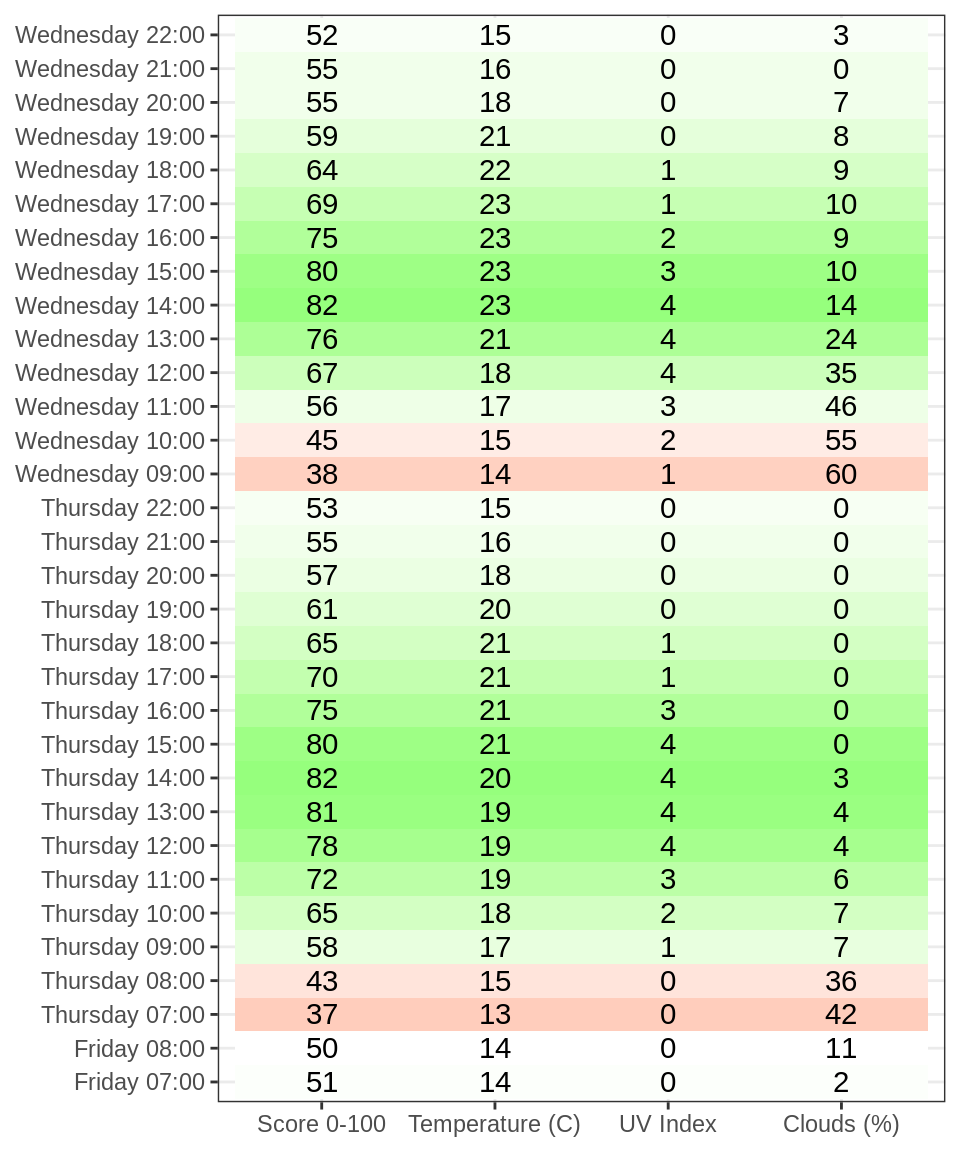 Wednesday 22:00 52 15 0 3
Wednesday 21:00 55 16 0 0
Wednesday 20:00 55 18 0 7
Wednesday 19:00 59 21 0 8
Wednesday 18:00 64 22 1 9
Wednesday 17:00 69 23 1 10
Wednesday 16:00 75 23 2 9
Wednesday 15:00 80 23 3 10
Wednesday 14:00 82 23 4 14
Wednesday 13:00 76 21 4 24
Wednesday 12:00 67 18 4 35
Wednesday 11:00 56 17 3 46
Wednesday 10:00 45 15 2 55
Wednesday 09:00 38 14 1 60
Thursday 22:00 53 15 0 0
Thursday 21:00 55 16 0 0
Thursday 20:00 57 18 0 0
Thursday 19:00 61 20 0 0
Thursday 18:00 65 21 1 0
Thursday 17:00 70 21 1 0
Thursday 16:00 75 21 3 0
Thursday 15:00 80 21 4 0
Thursday 14:00 82 20 4 3
Thursday 13:00 81 19 4 4
Thursday 12:00 78 19 4 4
Thursday 11:00 72 19 3 6
Thursday 10:00 65 18 2 7
Thursday 09:00 58 17 1 7
Thursday 08:00 43 15 0 36
Thursday 07:00 37 13 0 42
Friday 08:00 50 14 0 11
Friday 07:00 51 14 0 2
Score 0-100 Temperature (C) UV Index Clouds (%)